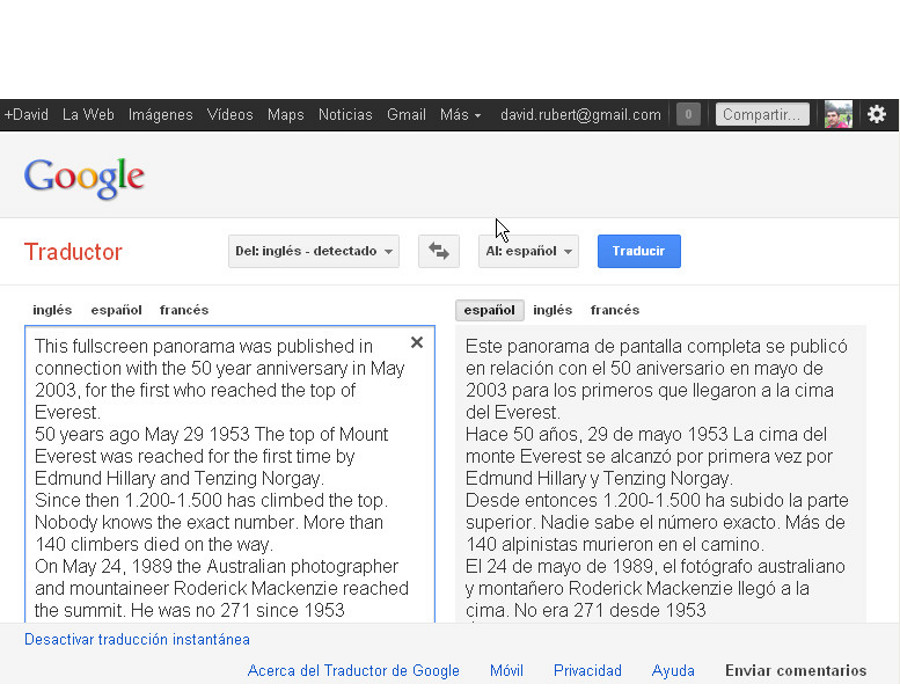 +David La Web Imágenes Vídeos Maps Noticias Gmail Más david.rubert@gmail.com 0 Compartir...
Google
Traductor Del: inglés - detectado Al: español Traducir
inglés español francés
español inglés francés
This fullscreen panorama was published in
connection with the 50 year anniversary in May
2003, for the first who reached the top of
Everest.
50 years ago May 29 1953 The top of Mount
Everest was reached for the first time by
Edmund Hillary and Tenzing Norgay.
Since then 1.200-1.500 has climbed the top.
Nobody knows the exact number. More than
140 climbers died on the way.
On May 24, 1989 the Australian photographer
and mountaineer Roderick Mackenzie reached
the summit. He was no 271 since 1953
Este panorama de pantalla completa se publicó
en relación con el 50 aniversario en mayo de
2003 para los primeros que llegaron a la cima
del Everest.
Hace 50 años, 29 de mayo 1953 La cima del
monte Everest se alcanzó por primera vez por
Edmund Hillary y Tenzing Norgay.
Desde entonces 1.200-1.500 ha subido la parte
superior. Nadie sabe el número exacto. Más de
140 alpinistas murieron en el camino.
El 24 de mayo de 1989, el fotógrafo australiano
y montañero Roderick Mackenzie llegó a la
cima. No era 271 desde 1953
Desactivar traducción instantánea
Acerca del Traductor de Google Móvil Privacidad Ayuda Enviar comentarios